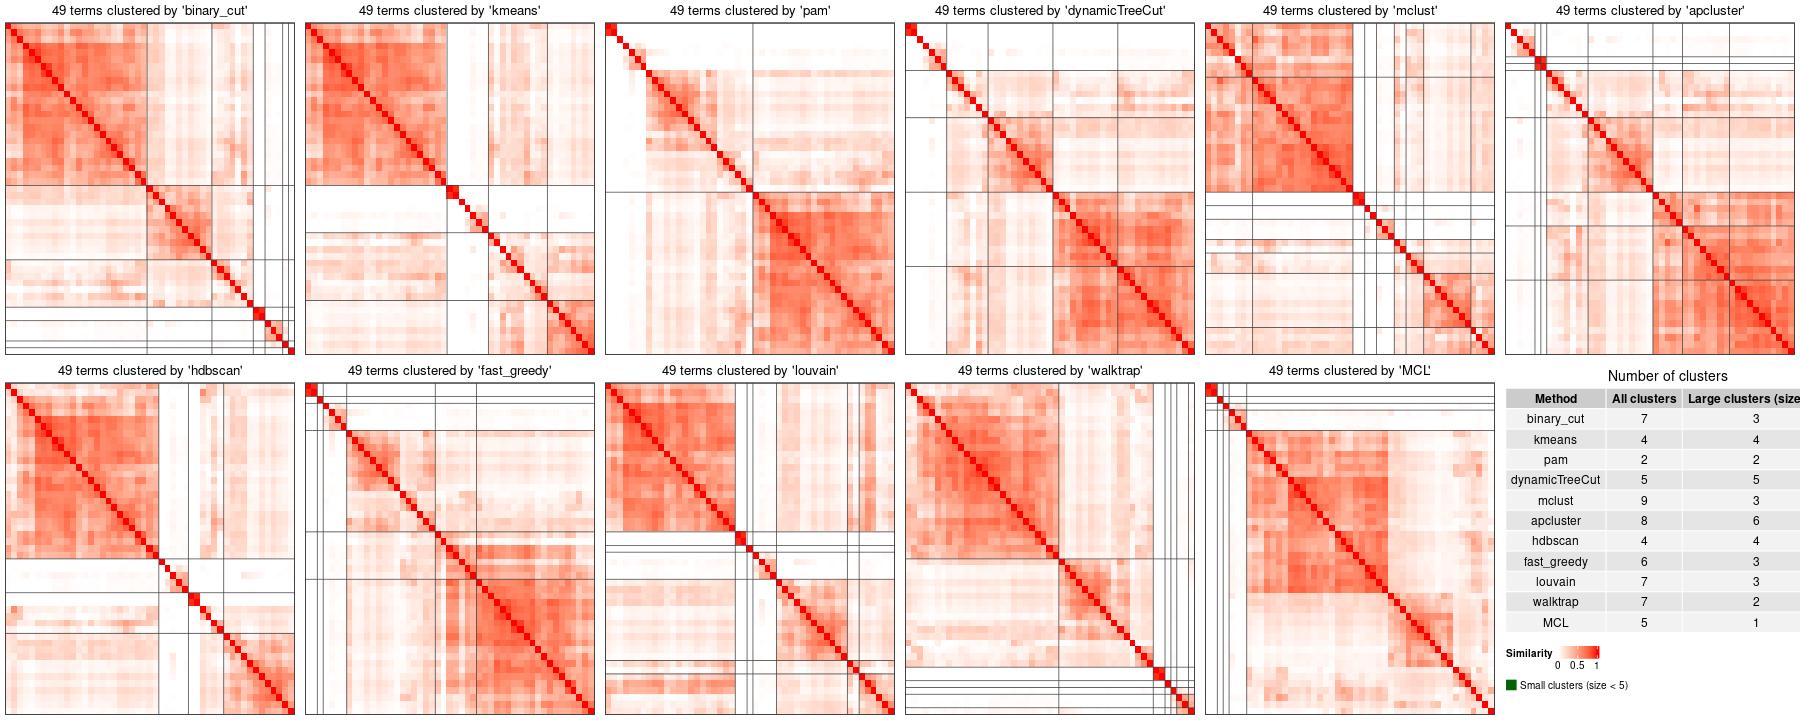 49 terms clustered by 'binary_cut'
49 terms clustered by 'kmeans'
49 terms clustered by 'pam'
49 terms clustered by 'dynamicTreeCut'
49 terms clustered by 'mclust'
49 terms clustered by 'apcluster'
49 terms clustered by 'hdbscan'
49 terms clustered by 'fast_greedy'
49 terms clustered by 'louvain'
49 terms clustered by 'walktrap'
49 terms clustered by 'MCL'
Number of clusters
Method All clusters Large clusters (size
binary_cut 7 3
kmeans 4 4
pam 2 2
dynamicTreeCut 5 5
mclust 9 3
apcluster 8 6
hdbscan 4 4
fast_greedy 6 3
louvain 7 3
walktrap 7 2
MCL 5 1
Similarity
0 0.5 1
Small clusters (size < 5)